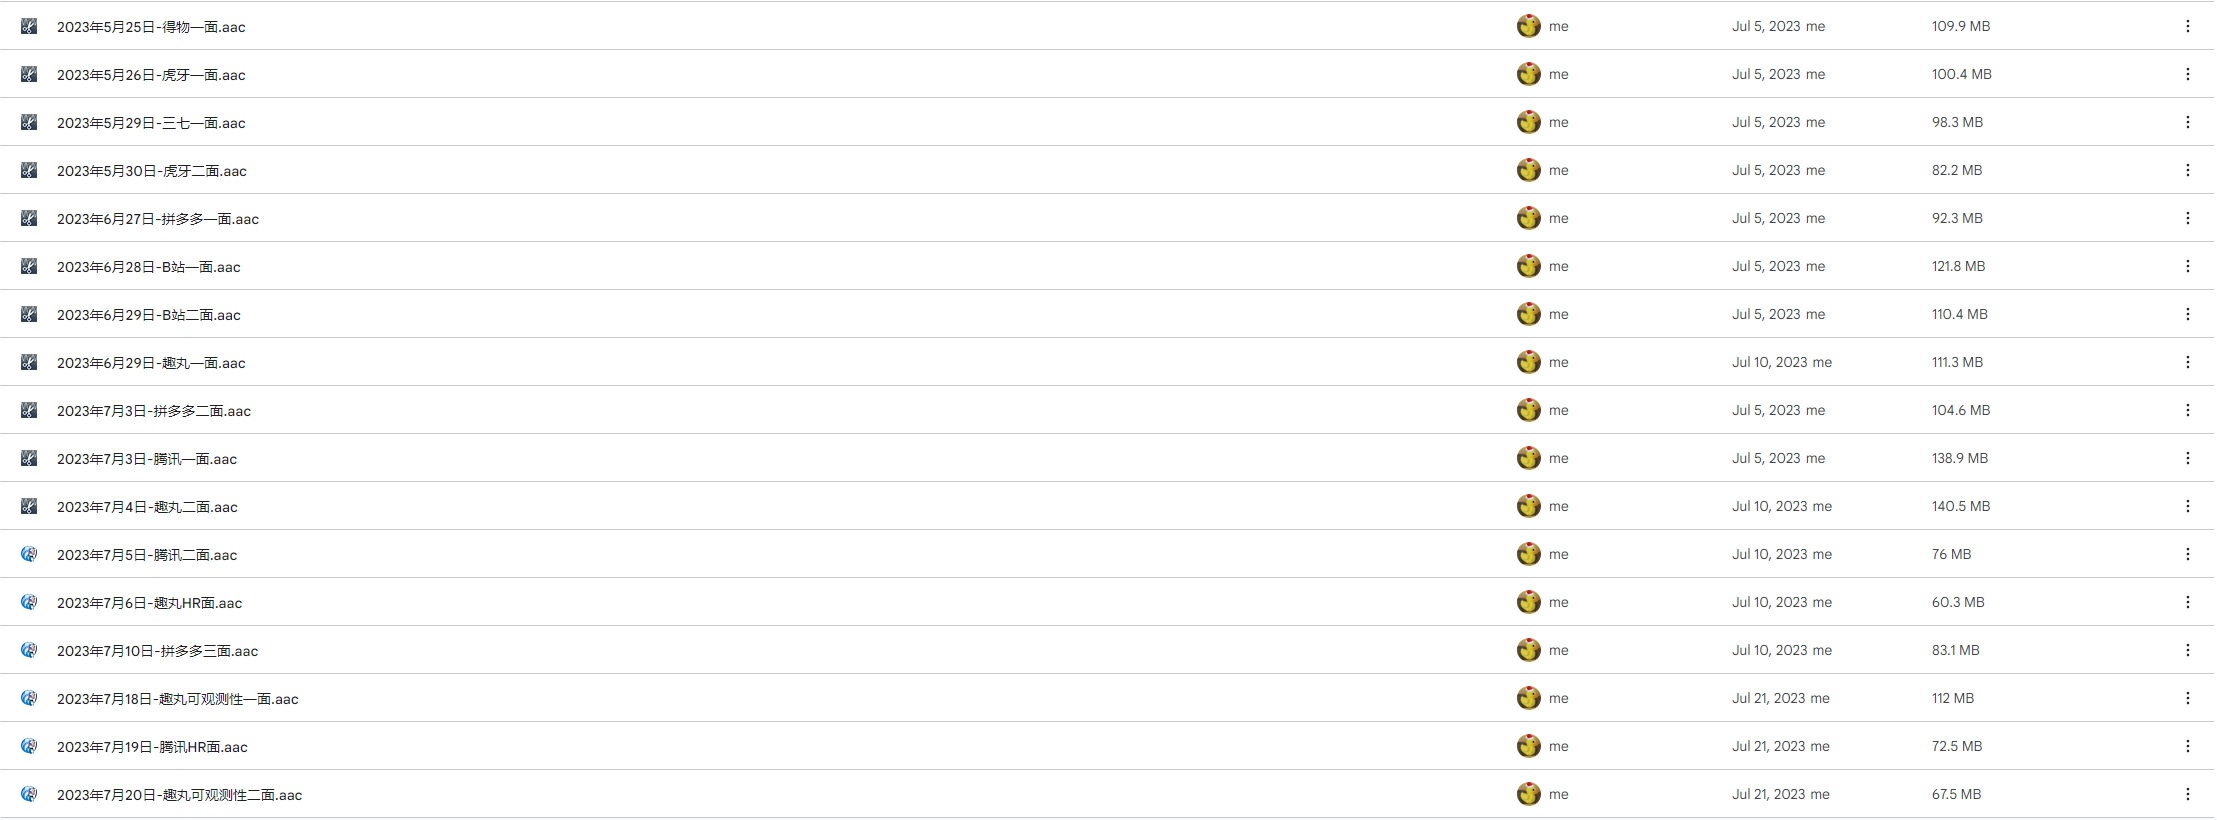 2023年5月25日-得物一面.aac me Jul 5, 2023 me 109.9 MB
2023年5月26日-虎牙一面.aac me Jul 5, 2023 me 100.4 MB
2023年5月29日-三七一面.aac me Jul 5, 2023 me 98.3 MB
2023年5月30日-虎牙二面.aac me Jul 5, 2023 me 82.2 MB
2023年6月27日-拼多多一面.aac me Jul 5, 2023 me 92.3 MB
2023年6月28日-B站一面.aac me Jul 5, 2023 me 121.8 MB
2023年6月29日-B站二面.aac me Jul 5, 2023 me 110.4 MB
2023年6月29日-趣丸一面.aac me Jul 10, 2023 me 111.3 MB
2023年7月3日-拼多多二面.aac me Jul 5, 2023 me 104.6 MB
2023年7月3日-腾讯一面.aac me Jul 5, 2023 me 138.9 MB
2023年7月4日-趣丸二面.aac me Jul 10, 2023 me 140.5 MB
2023年7月5日-腾讯二面.aac me Jul 10, 2023 me 76 MB
2023年7月6日-趣丸HR面.aac me Jul 10, 2023 me 60.3 MB
2023年7月10日-拼多多三面.aac me Jul 10, 2023 me 83.1 MB
2023年7月18日-趣丸可观测性一面.aac me Jul 21, 2023 me 112 MB
2023年7月19日-腾讯HR面.aac me Jul 21, 2023 me 72.5 MB
2023年7月20日-趣丸可观测性二面.aac me Jul 21, 2023 me 67.5 MB